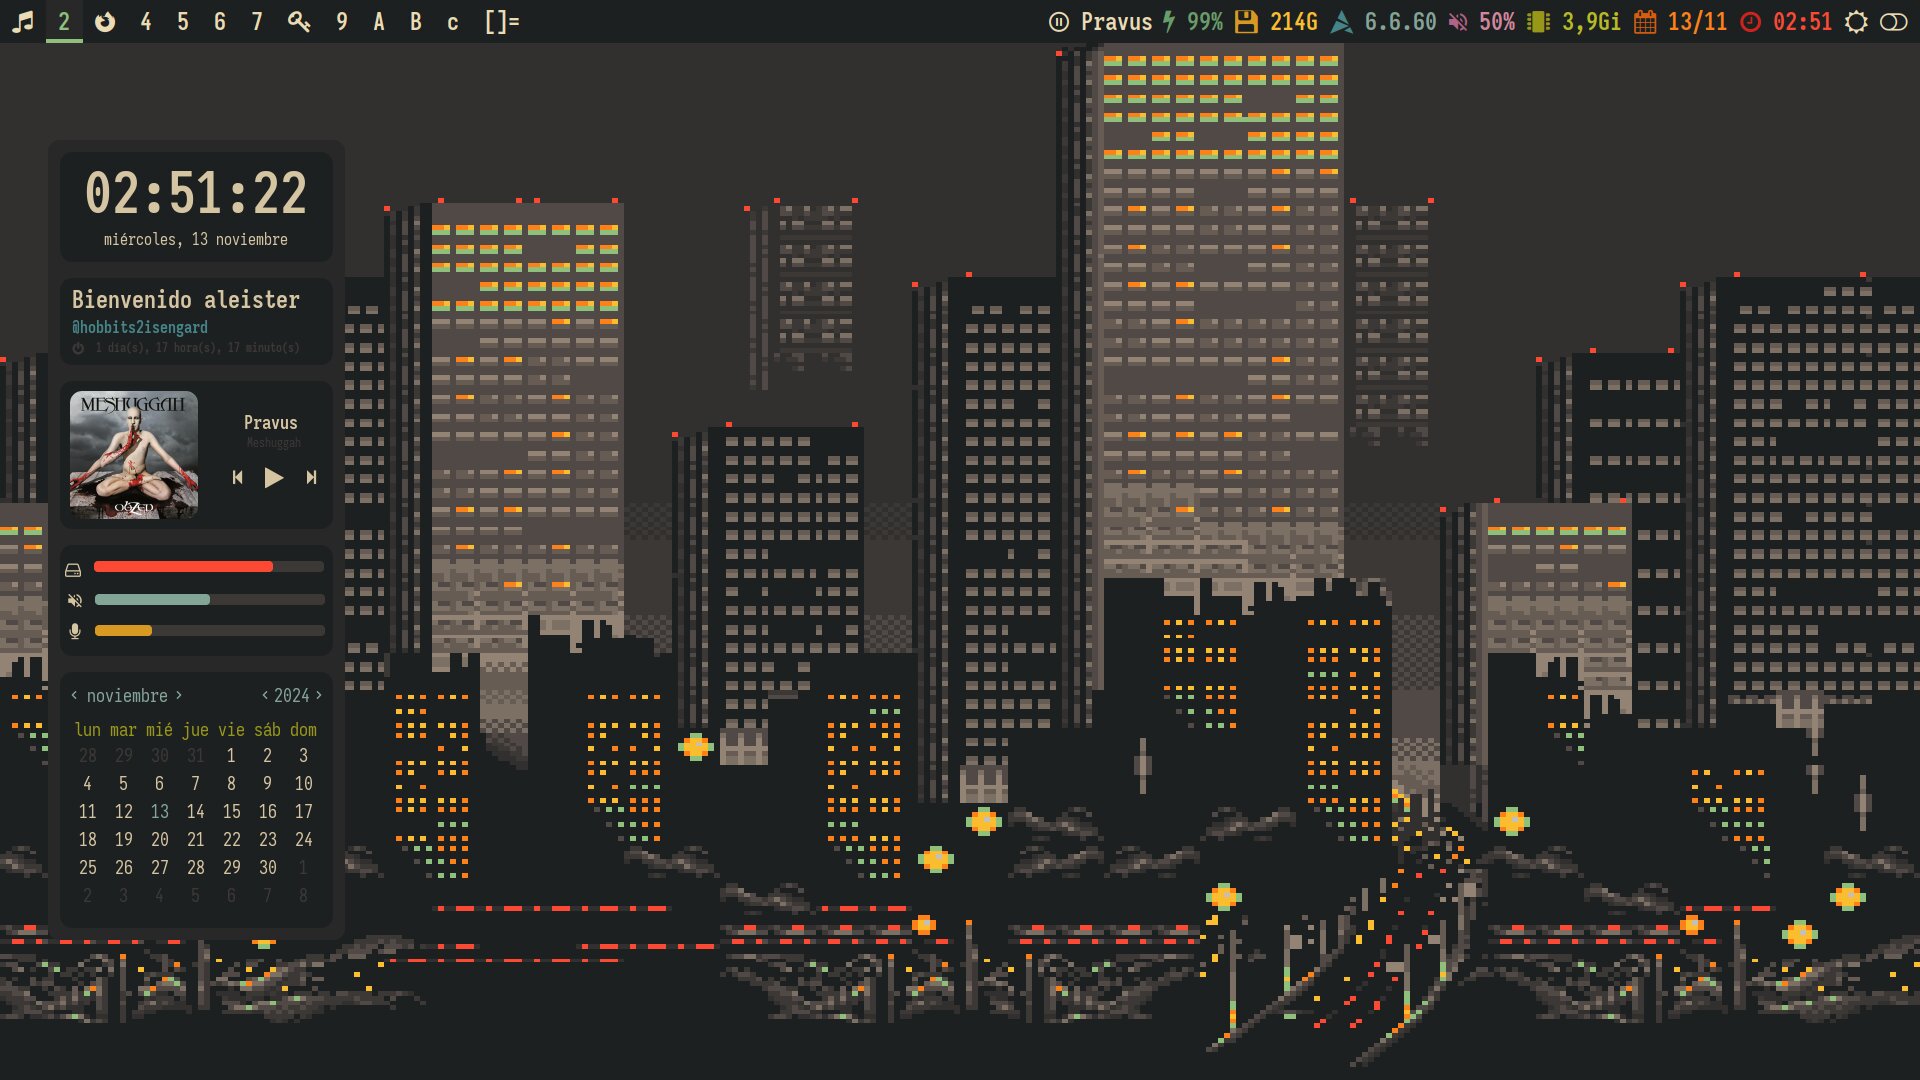 2 4 5 6 7 9 A B c []= Pravus 99% 214G 6.6.60 50% 3,9Gi 13/11 02:51
02:51:22
miércoles, 13 noviembre
Bienvenido aleister
@hobbits2isengard
1 día(s), 17 hora(s), 17 minuto(s)
MESHUGGAH
Pravus
Meshuggah
obZen
< noviembre > < 2024 >
lun mar mié jue vie sáb dom
28 29 30 31 1 2 3
4 5 6 7 8 9 10
11 12 13 14 15 16 17
18 19 20 21 22 23 24
25 26 27 28 29 30 1
2 3 4 5 6 7 8